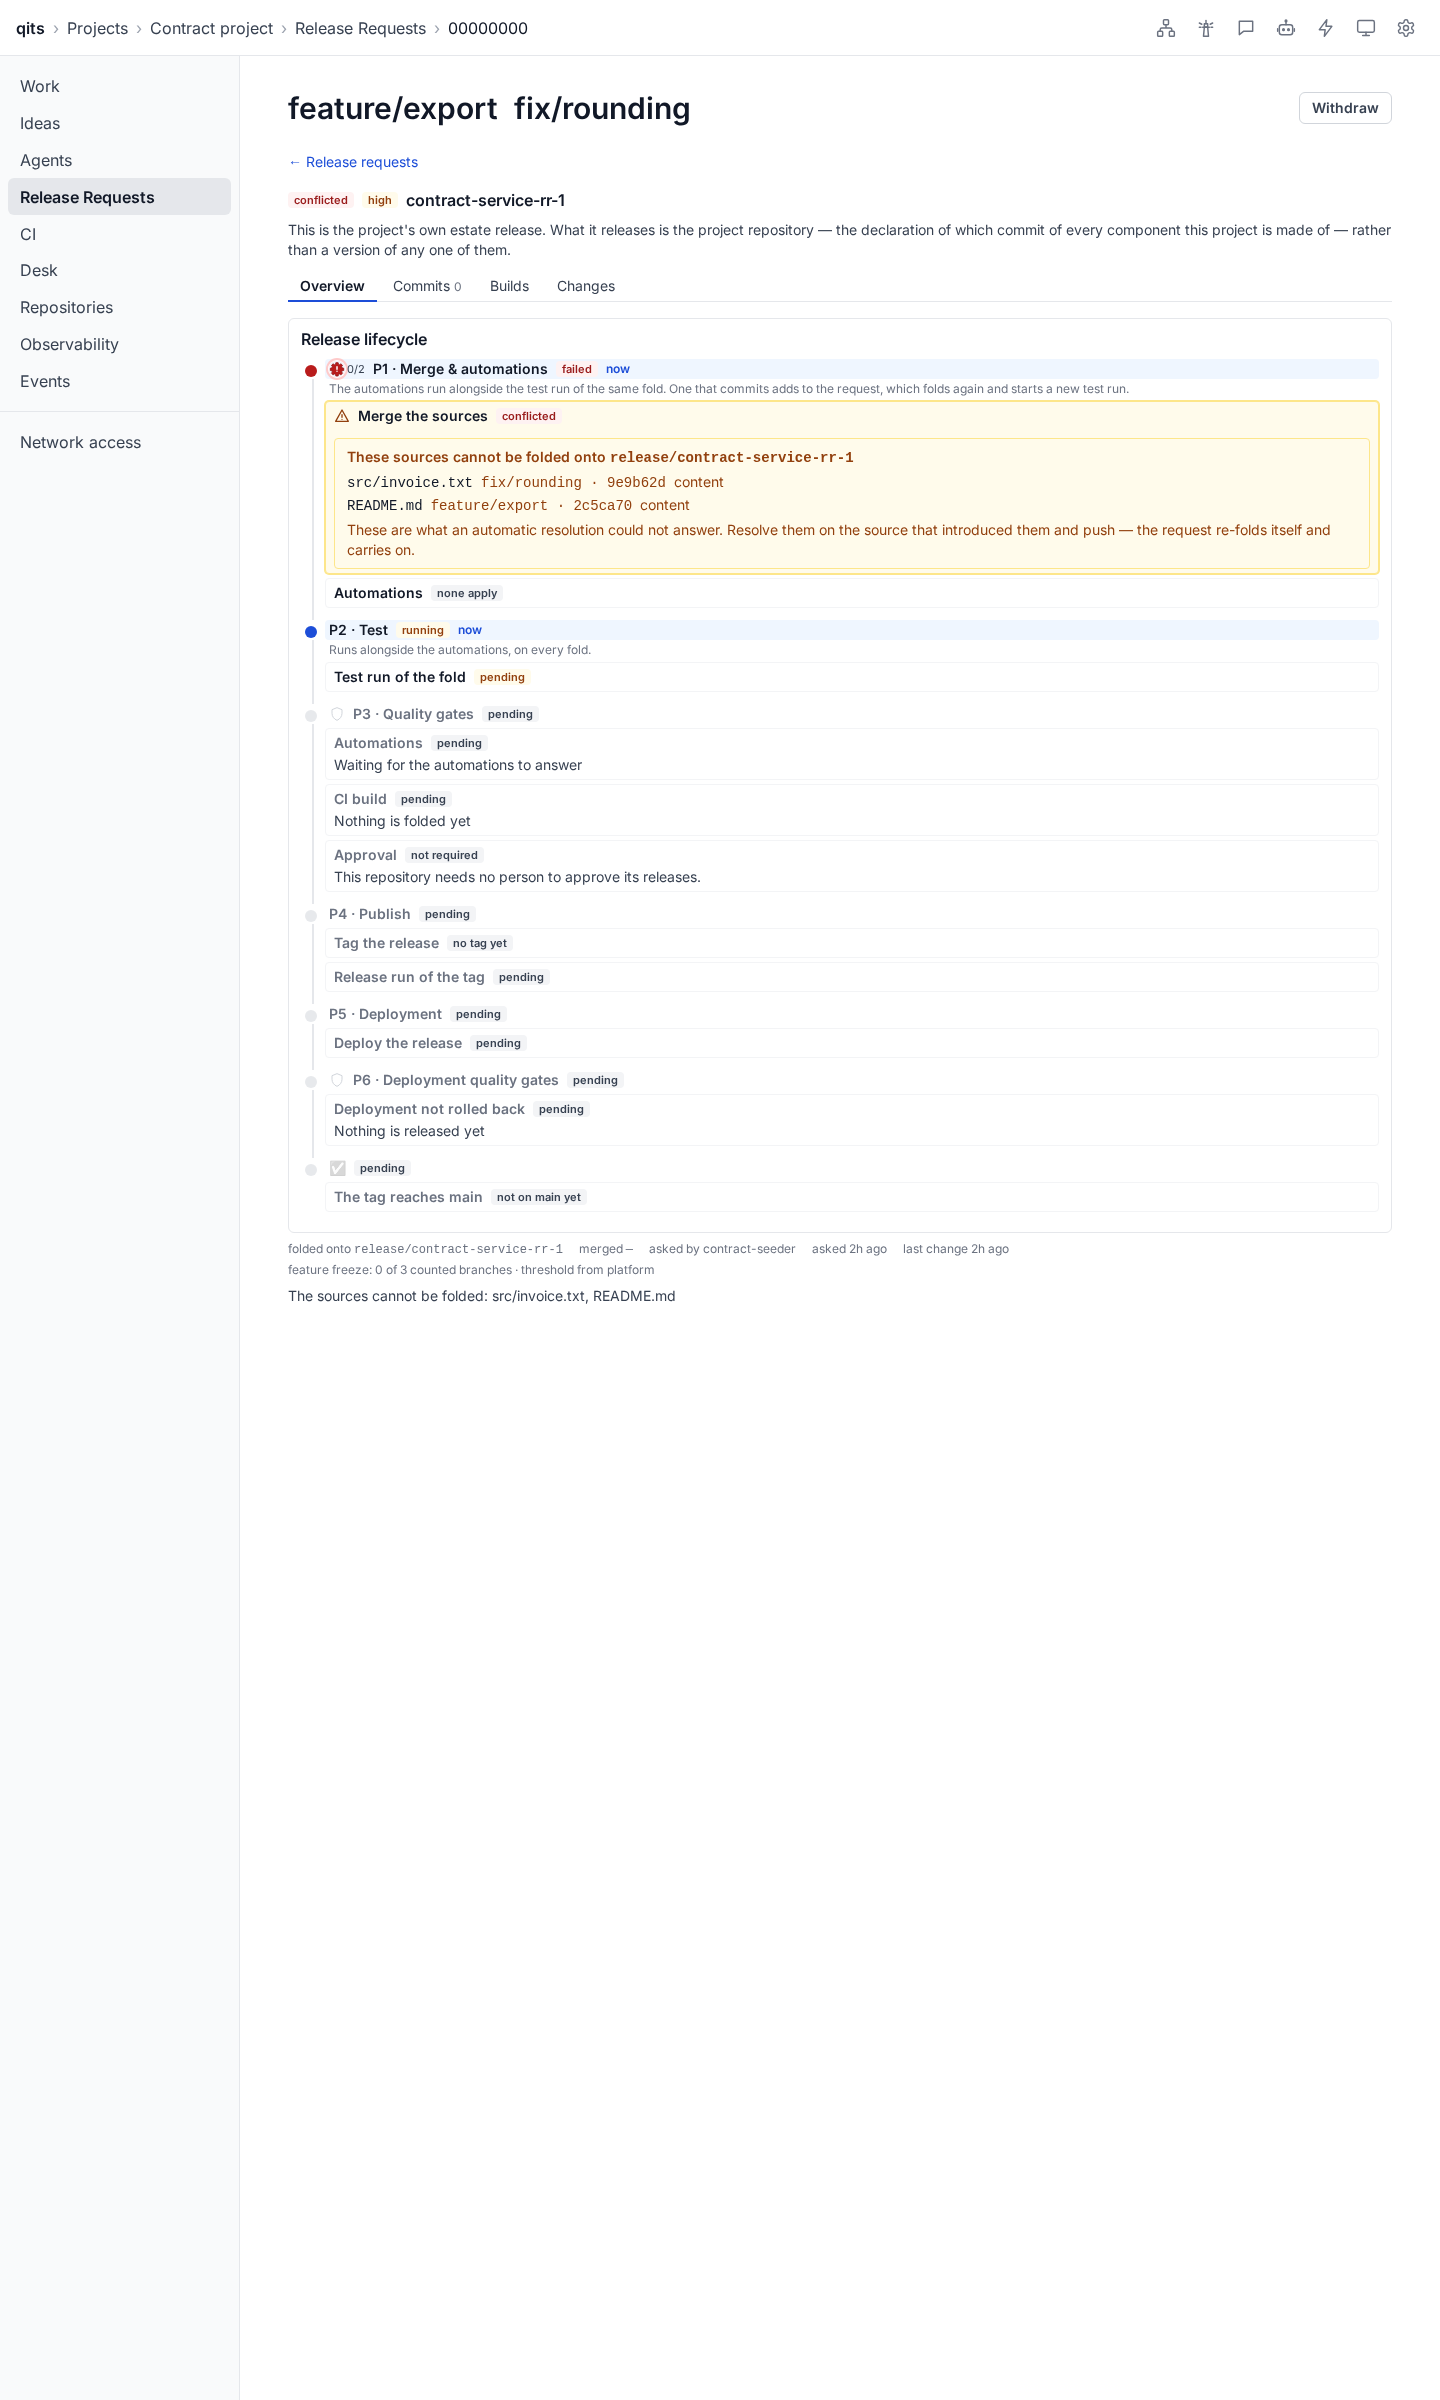 qits › Projects › Contract project › Release Requests › 00000000
Work
Ideas
Agents
Release Requests
CI
Desk
Repositories
Observability
Events
Network access
feature/export fix/rounding
Withdraw
← Release requests
conflicted high contract-service-rr-1
This is the project's own estate release. What it releases is the project repository — the declaration of which commit of every component this project is made of — rather
than a version of any one of them.
Overview Commits 0 Builds Changes
Release lifecycle
0/2 P1 · Merge & automations failed now
The automations run alongside the test run of the same fold. One that commits adds to the request, which folds again and starts a new test run.
Merge the sources conflicted
These sources cannot be folded onto release/contract-service-rr-1
src/invoice.txt fix/rounding · 9e9b62d content
README.md feature/export · 2c5ca70 content
These are what an automatic resolution could not answer. Resolve them on the source that introduced them and push — the request re-folds itself and
carries on.
Automations none apply
P2 · Test running now
Runs alongside the automations, on every fold.
Test run of the fold pending
P3 · Quality gates pending
Automations pending
Waiting for the automations to answer
CI build pending
Nothing is folded yet
Approval not required
This repository needs no person to approve its releases.
P4 · Publish pending
Tag the release no tag yet
Release run of the tag pending
P5 · Deployment pending
Deploy the release pending
P6 · Deployment quality gates pending
Deployment not rolled back pending
Nothing is released yet
pending
The tag reaches main not on main yet
folded onto release/contract-service-rr-1 merged — asked by contract-seeder asked 2h ago last change 2h ago
feature freeze: 0 of 3 counted branches · threshold from platform
The sources cannot be folded: src/invoice.txt, README.md